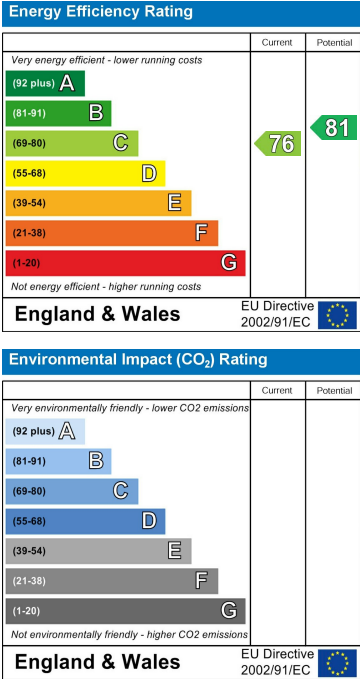 Energy Efficiency Rating
Current Potential
Very energy efficient - lower running costs
(92 plus) A
(81-91) B
(69-80) C
76 81
(55-68) D
(39-54) E
(21-38) F
(1-20) G
Not energy efficient - higher running costs
England & Wales
EU Directive
2002/91/EC
Environmental Impact (CO₂) Rating
Current Potential
Very environmentally friendly - lower CO2 emissions
(92 plus) A
(81-91) B
(69-80) C
(55-68) D
(39-54) E
(21-38) F
(1-20) G
Not environmentally friendly - higher CO2 emissions
England & Wales
EU Directive
2002/91/EC